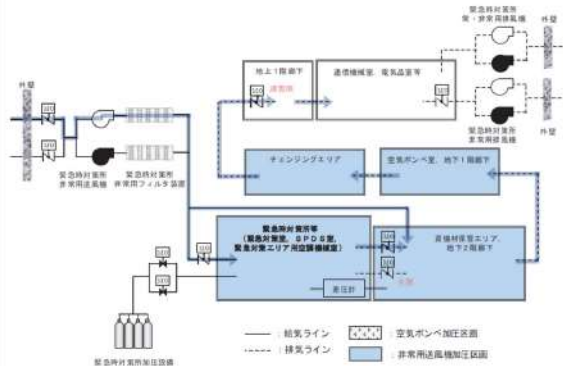 緊急時対策所
常・非常用排風機
外壁
外壁
地上1階廊下
通信機械室,電気品室等
緊急時対策所
非常用排風機
外壁
緊急時対策所
非常用送風機
緊急時対策所
非常用フィルタ装置
チェンジングエリア
空気ボンベ室,地下1階廊下
緊急時対策所等
(緊急対策室,SPDS室,
緊急対策エリア用空調機械室)
資機材保管エリア,
地下2階廊下
差圧計
緊急時対策所加圧設備
: 給気ライン
: 排気ライン
: 空気ボンベ加圧区画
: 非常用送風機加圧区画